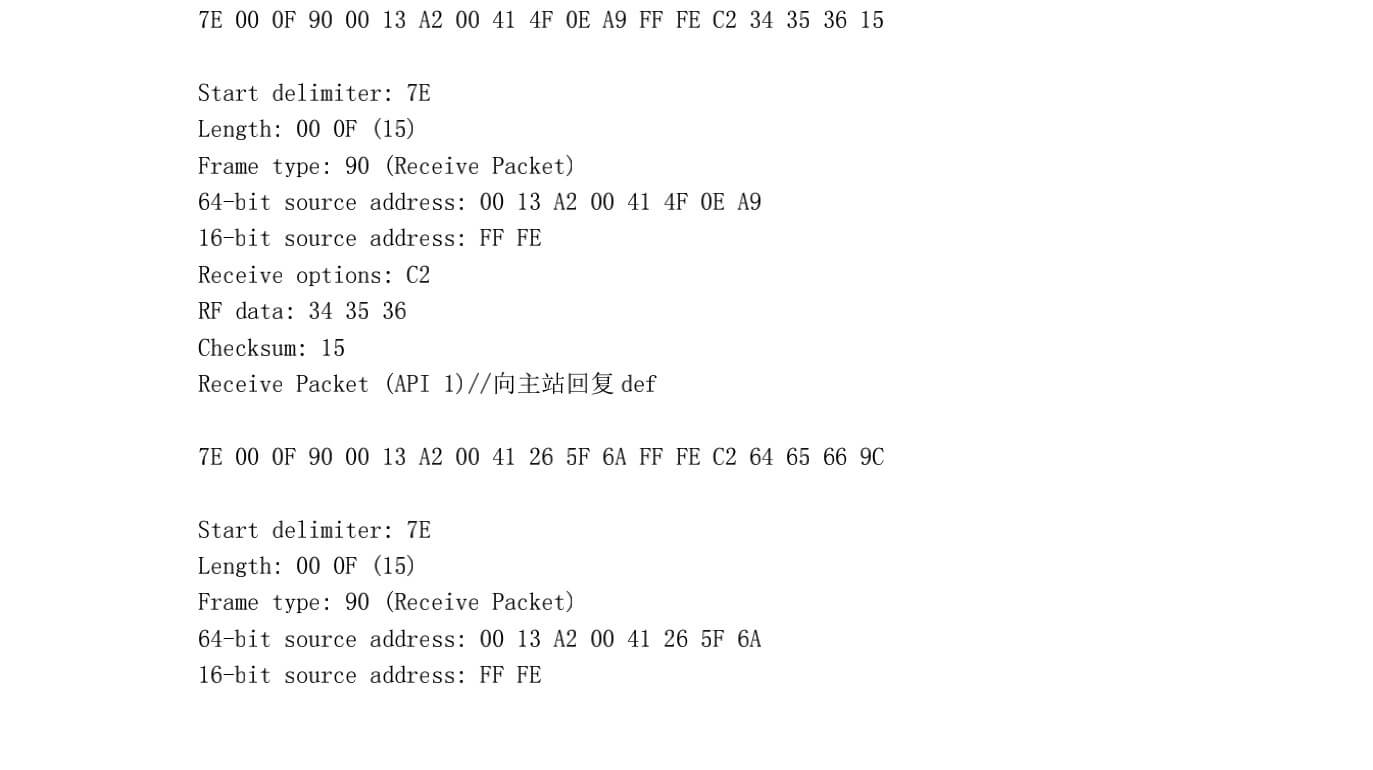 7E 00 0F 90 00 13 A2 00 41 4F 0E A9 FF FE C2 34 35 36 15
Start delimiter: 7E
Length: 00 0F (15)
Frame type: 90 (Receive Packet)
64-bit source address: 00 13 A2 00 41 4F 0E A9
16-bit source address: FF FE
Receive options: C2
RF data: 34 35 36
Checksum: 15
Receive Packet (API 1)//向主站回复 def
7E 00 0F 90 00 13 A2 00 41 26 5F 6A FF FE C2 64 65 66 9C
Start delimiter: 7E
Length: 00 0F (15)
Frame type: 90 (Receive Packet)
64-bit source address: 00 13 A2 00 41 26 5F 6A
16-bit source address: FF FE